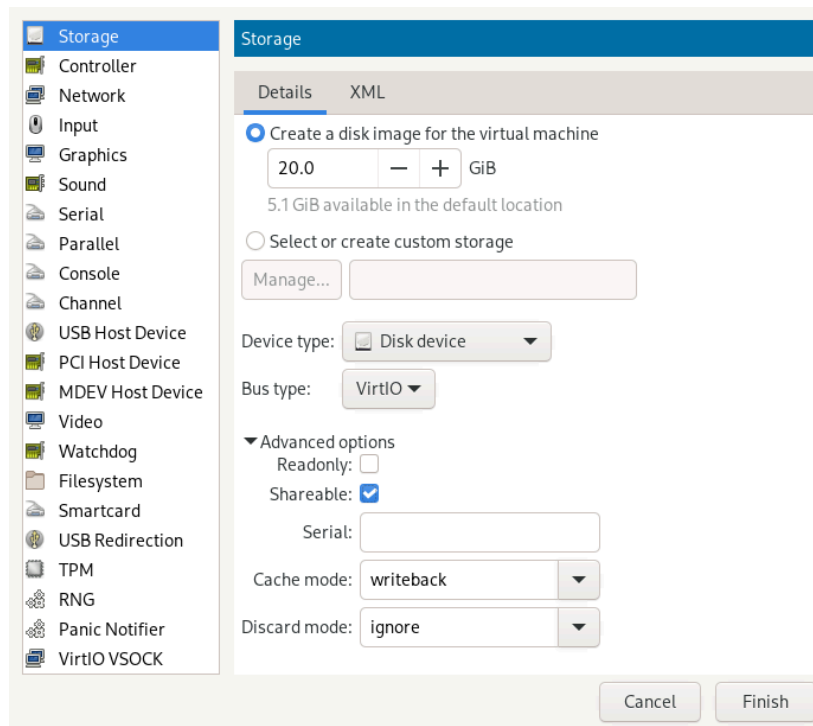 Storage
Controller
Network
Input
Graphics
Sound
Serial
Parallel
Console
Channel
USB Host Device
PCI Host Device
MDEV Host Device
Video
Watchdog
Filesystem
Smartcard
USB Redirection
TPM
RNG
Panic Notifier
VirtIO VSOCK
Storage
Details XML
Create a disk image for the virtual machine
20.0 − + GiB
5.1 GiB available in the default location
Select or create custom storage
Manage...
Device type: Disk device
Bus type: VirtIO
Advanced options
Readonly:
Shareable:
Serial:
Cache mode: writeback
Discard mode: ignore
Cancel Finish